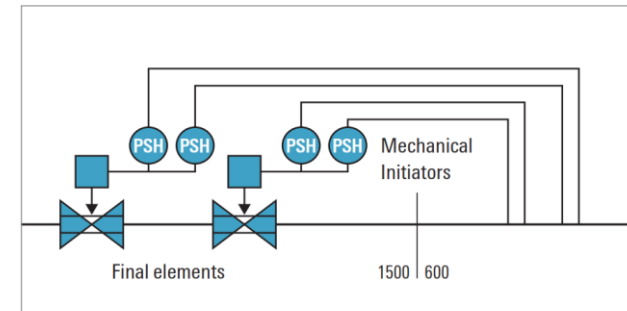 PSH PSH PSH PSH
Mechanical
Initiators
Final elements
1500 600